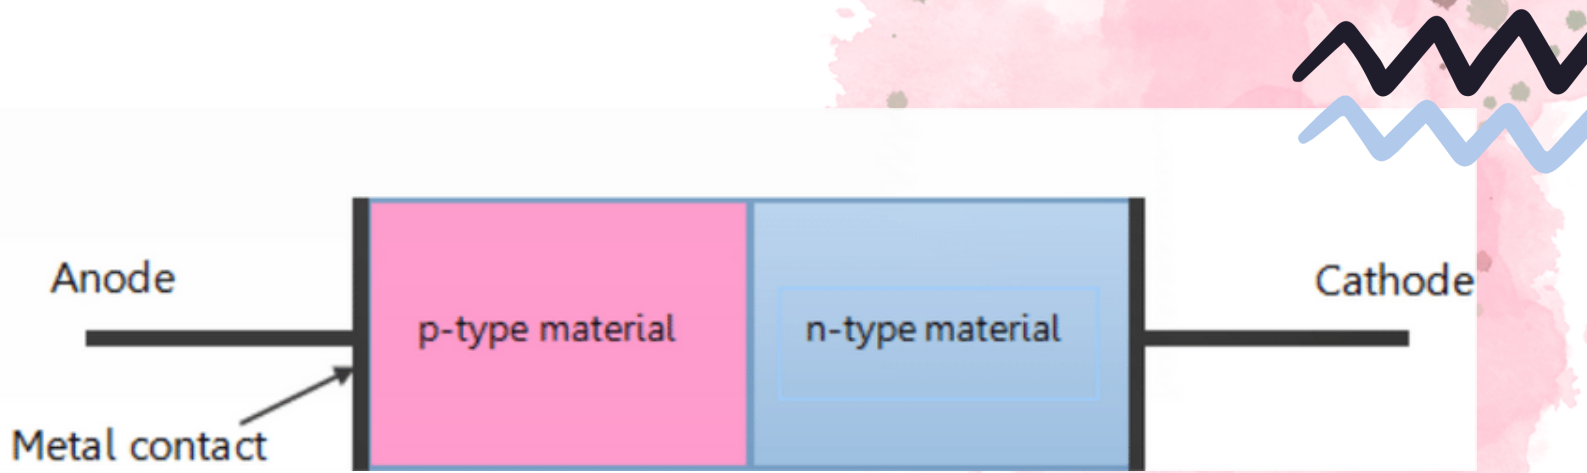 Anode
Cathode
p-type material
n-type material
Metal contact